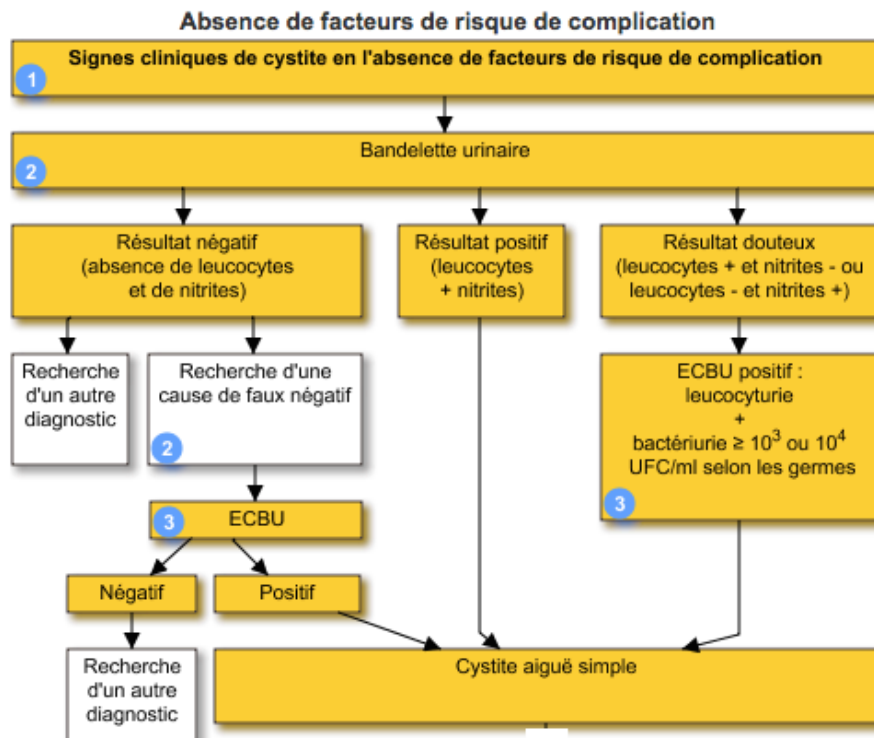 Absence de facteurs de risque de complication
Signes cliniques de cystite en l'absence de facteurs de risque de complication
1
Bandelette urinaire
2
Résultat négatif
(absence de leucocytes
et de nitrites)
Résultat positif
(leucocytes
+ nitrites)
Résultat douteux
(leucocytes + et nitrites - ou
leucocytes - et nitrites +)
Recherche
d'un autre
diagnostic
Recherche d'une
cause de faux négatif
2
ECBU positif :
leucocyturie
+
bactériurie ≥ 10³ ou 10⁴
UFC/ml selon les germes
3
ECBU
3
Négatif
Positif
Recherche
d'un autre
diagnostic
Cystite aiguë simple